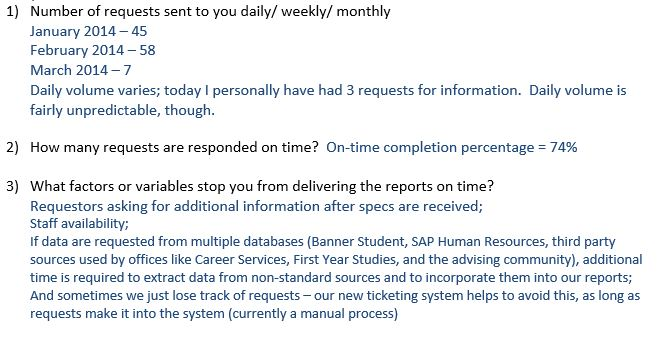 1) Number of requests sent to you daily/ weekly/ monthly
January 2014 – 45
February 2014 – 58
March 2014 – 7
Daily volume varies; today I personally have had 3 requests for information.  Daily volume is
fairly unpredictable, though.
2) How many requests are responded on time?  On-time completion percentage = 74%
3) What factors or variables stop you from delivering the reports on time?
Requestors asking for additional information after specs are received;
Staff availability;
If data are requested from multiple databases (Banner Student, SAP Human Resources, third party
sources used by offices like Career Services, First Year Studies, and the advising community), additional
time is required to extract data from non-standard sources and to incorporate them into our reports;
And sometimes we just lose track of requests – our new ticketing system helps to avoid this, as long as
requests make it into the system (currently a manual process)